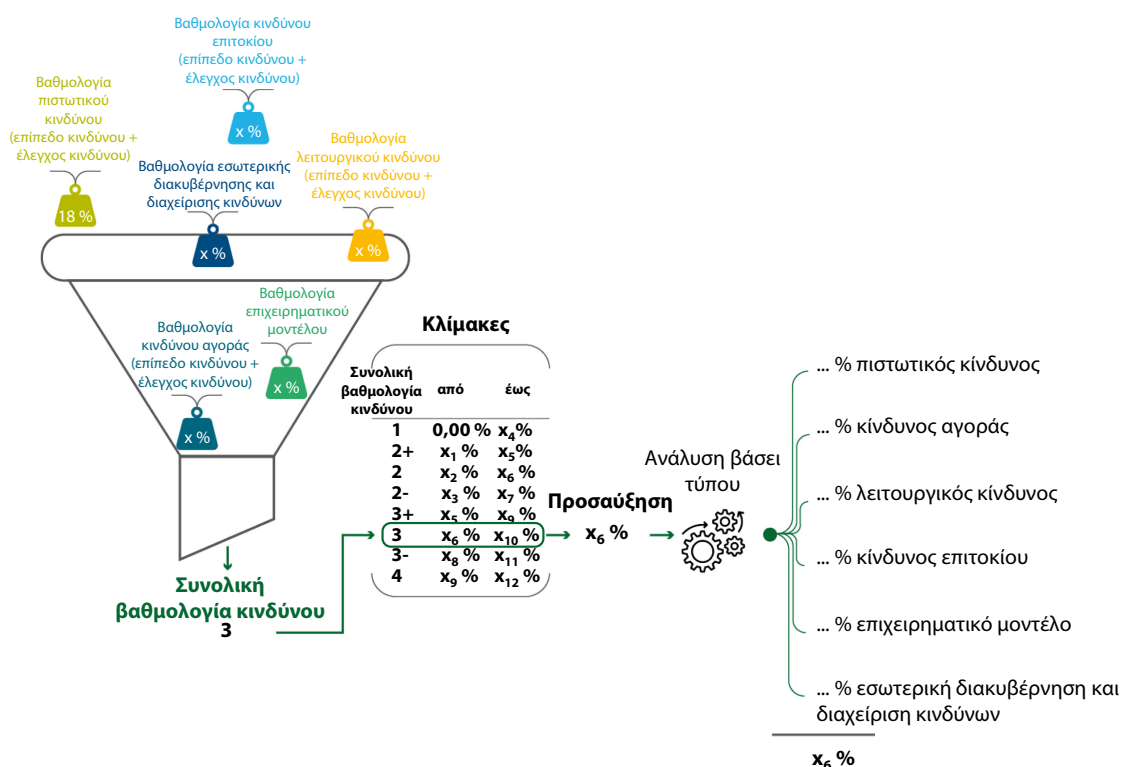 Βαθμολογία κινδύνου
επιτοκίου
(επίπεδο κινδύνου +
έλεγχος κινδύνου)
x %
Βαθμολογία
πιστωτικού
κινδύνου
(επίπεδο κινδύνου +
έλεγχος κινδύνου)
18 %
Βαθμολογία εσωτερικής
διακυβέρνησης και
διαχείρισης κινδύνων
x %
Βαθμολογία
λειτουργικού κινδύνου
(επίπεδο κινδύνου +
έλεγχος κινδύνου)
x %
Βαθμολογία
επιχειρηματικού
μοντέλου
x %
Βαθμολογία
κινδύνου αγοράς
(επίπεδο κινδύνου +
έλεγχος κινδύνου)
x %
Συνολική
βαθμολογία κινδύνου
3
Κλίμακες
Συνολική
βαθμολογία
κινδύνου
από έως
1 0,00 % x4%
2+ x1 % x5%
2 x2 % x6 %
2- x3 % x7 %
3+ x5 % x9 %
3 x6 % x10 %
3- x8 % x11 %
4 x9 % x12 %
Προσαύξηση
x6 %
Ανάλυση βάσει
τύπου
... % πιστωτικός κίνδυνος
... % κίνδυνος αγοράς
... % λειτουργικός κίνδυνος
... % κίνδυνος επιτοκίου
... % επιχειρηματικό μοντέλο
... % εσωτερική διακυβέρνηση και
διαχείριση κινδύνων
x6 %